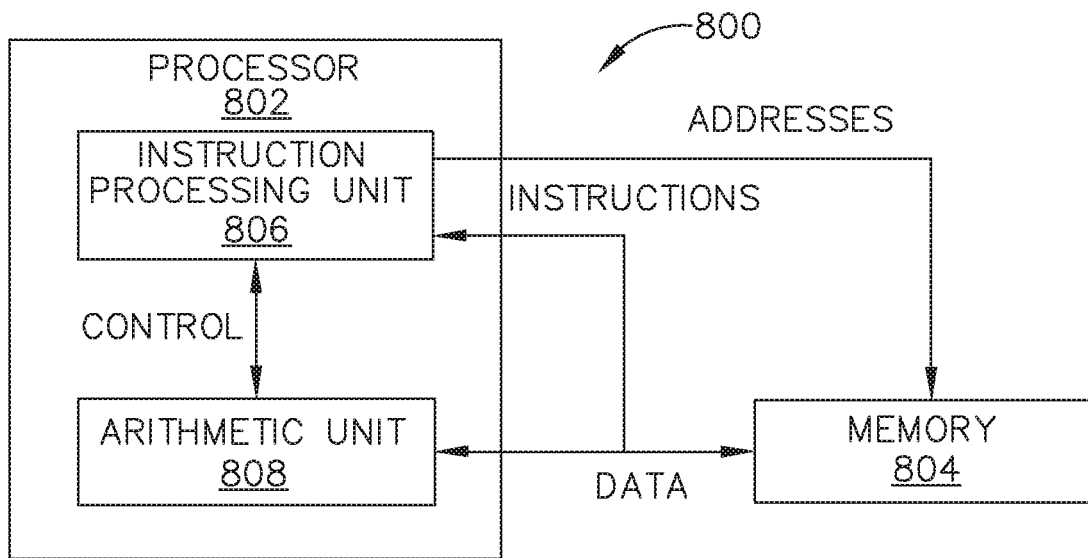 800
PROCESSOR
802
ADDRESSES
INSTRUCTION
PROCESSING UNIT
806
INSTRUCTIONS
CONTROL
ARITHMETIC UNIT
808
DATA
MEMORY
804